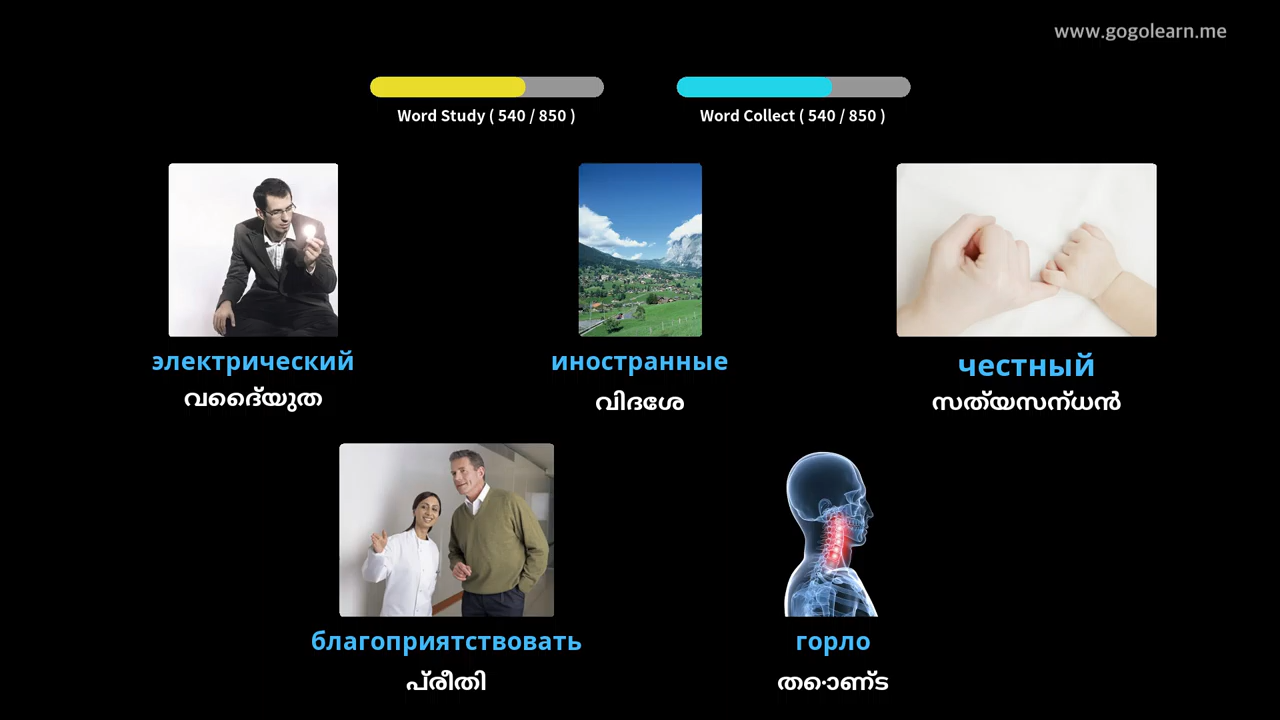 www.gogolearn.me
Word Study ( 540 / 850 )
Word Collect ( 540 / 850 )
электрический
വൈദ്യുത
иностранные
വിദേശ
честный
സത്യസന്ധൻ
благоприятствовать
പ്രീതി
горло
തൊണ്ട